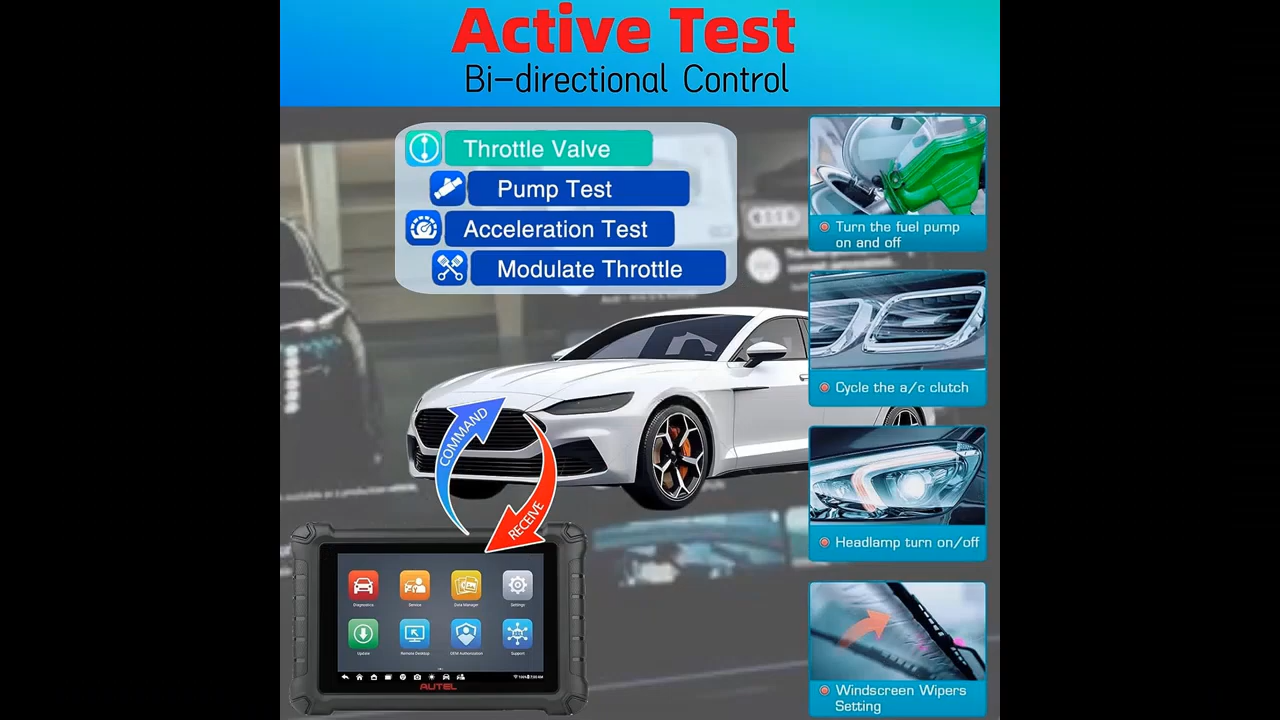 Active Test
Bi-directional Control
Throttle Valve
Pump Test
Acceleration Test
Modulate Throttle
Turn the fuel pump
on and off
Cycle the a/c clutch
Headlamp turn on/off
Windscreen Wipers
Setting
COMMAND
RECEIVE
Diagnostics
Service
Data Manager
Settings
Update
Remote Desktop
OEM Authorization
Support
AUTEL